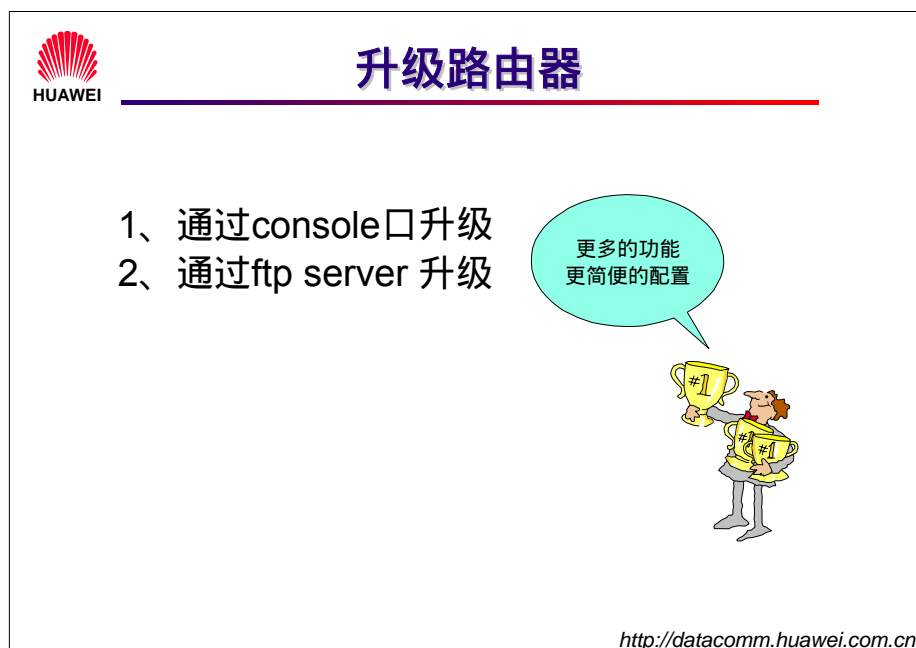 HUAWEI
升级路由器
1、通过console口升级
2、通过ftp server 升级
更多的功能
更简便的配置
#1
#1
#1
http://datacomm.huawei.com.cn